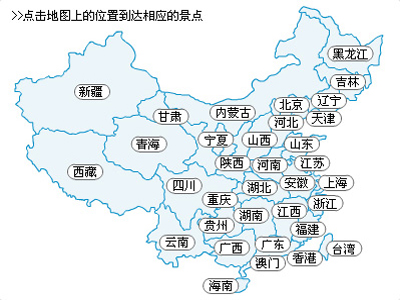 >>点击地图上的位置到达相应的景点
黑龙江
吉林
新疆
辽宁
北京
甘肃
内蒙古
天津
河北
宁夏
山西
青海
山东
陕西
河南
江苏
西藏
四川
湖北
安徽
上海
重庆
浙江
湖南
江西
贵州
福建
云南
广西
广东
台湾
澳门
香港
海南